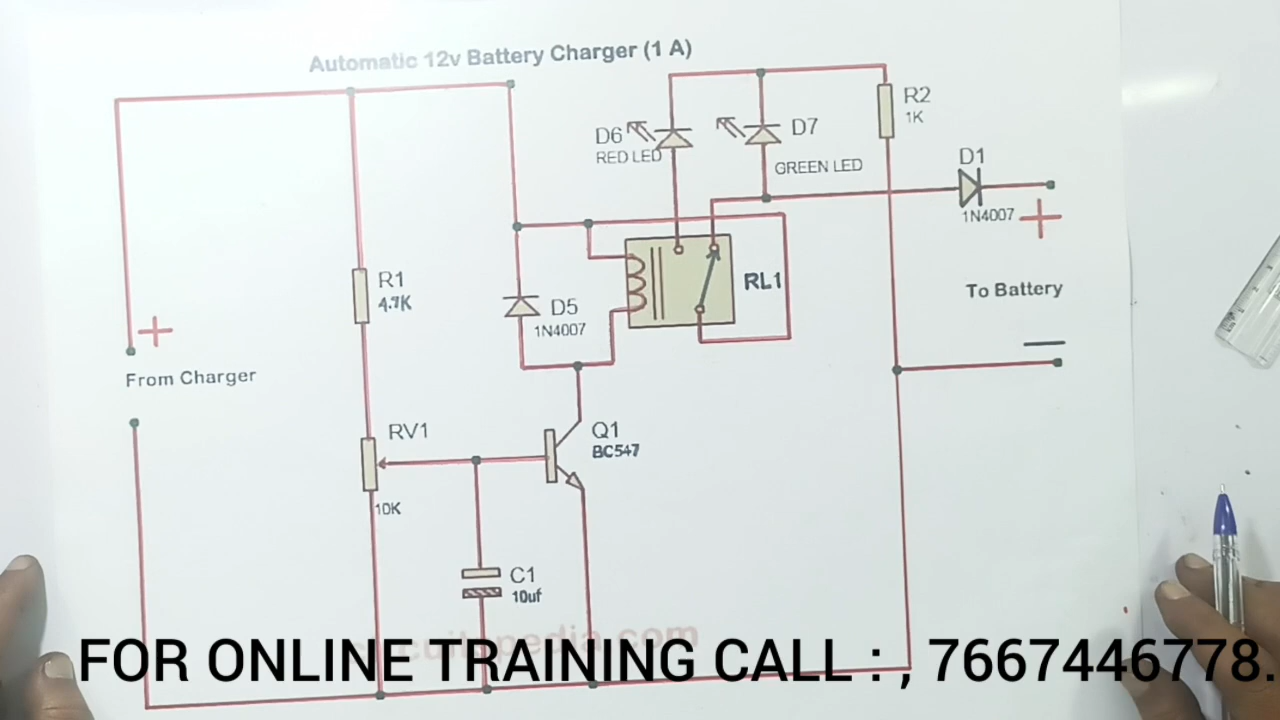 Automatic 12v Battery Charger (1 A)
R2
1K
D6
RED LED
D7
GREEN LED
D1
1N4007
+
R1
4.7K
D5
1N4007
RL1
To Battery
+
From Charger
RV1
10K
Q1
BC547
C1
10uf
FOR ONLINE TRAINING CALL : , 7667446778.